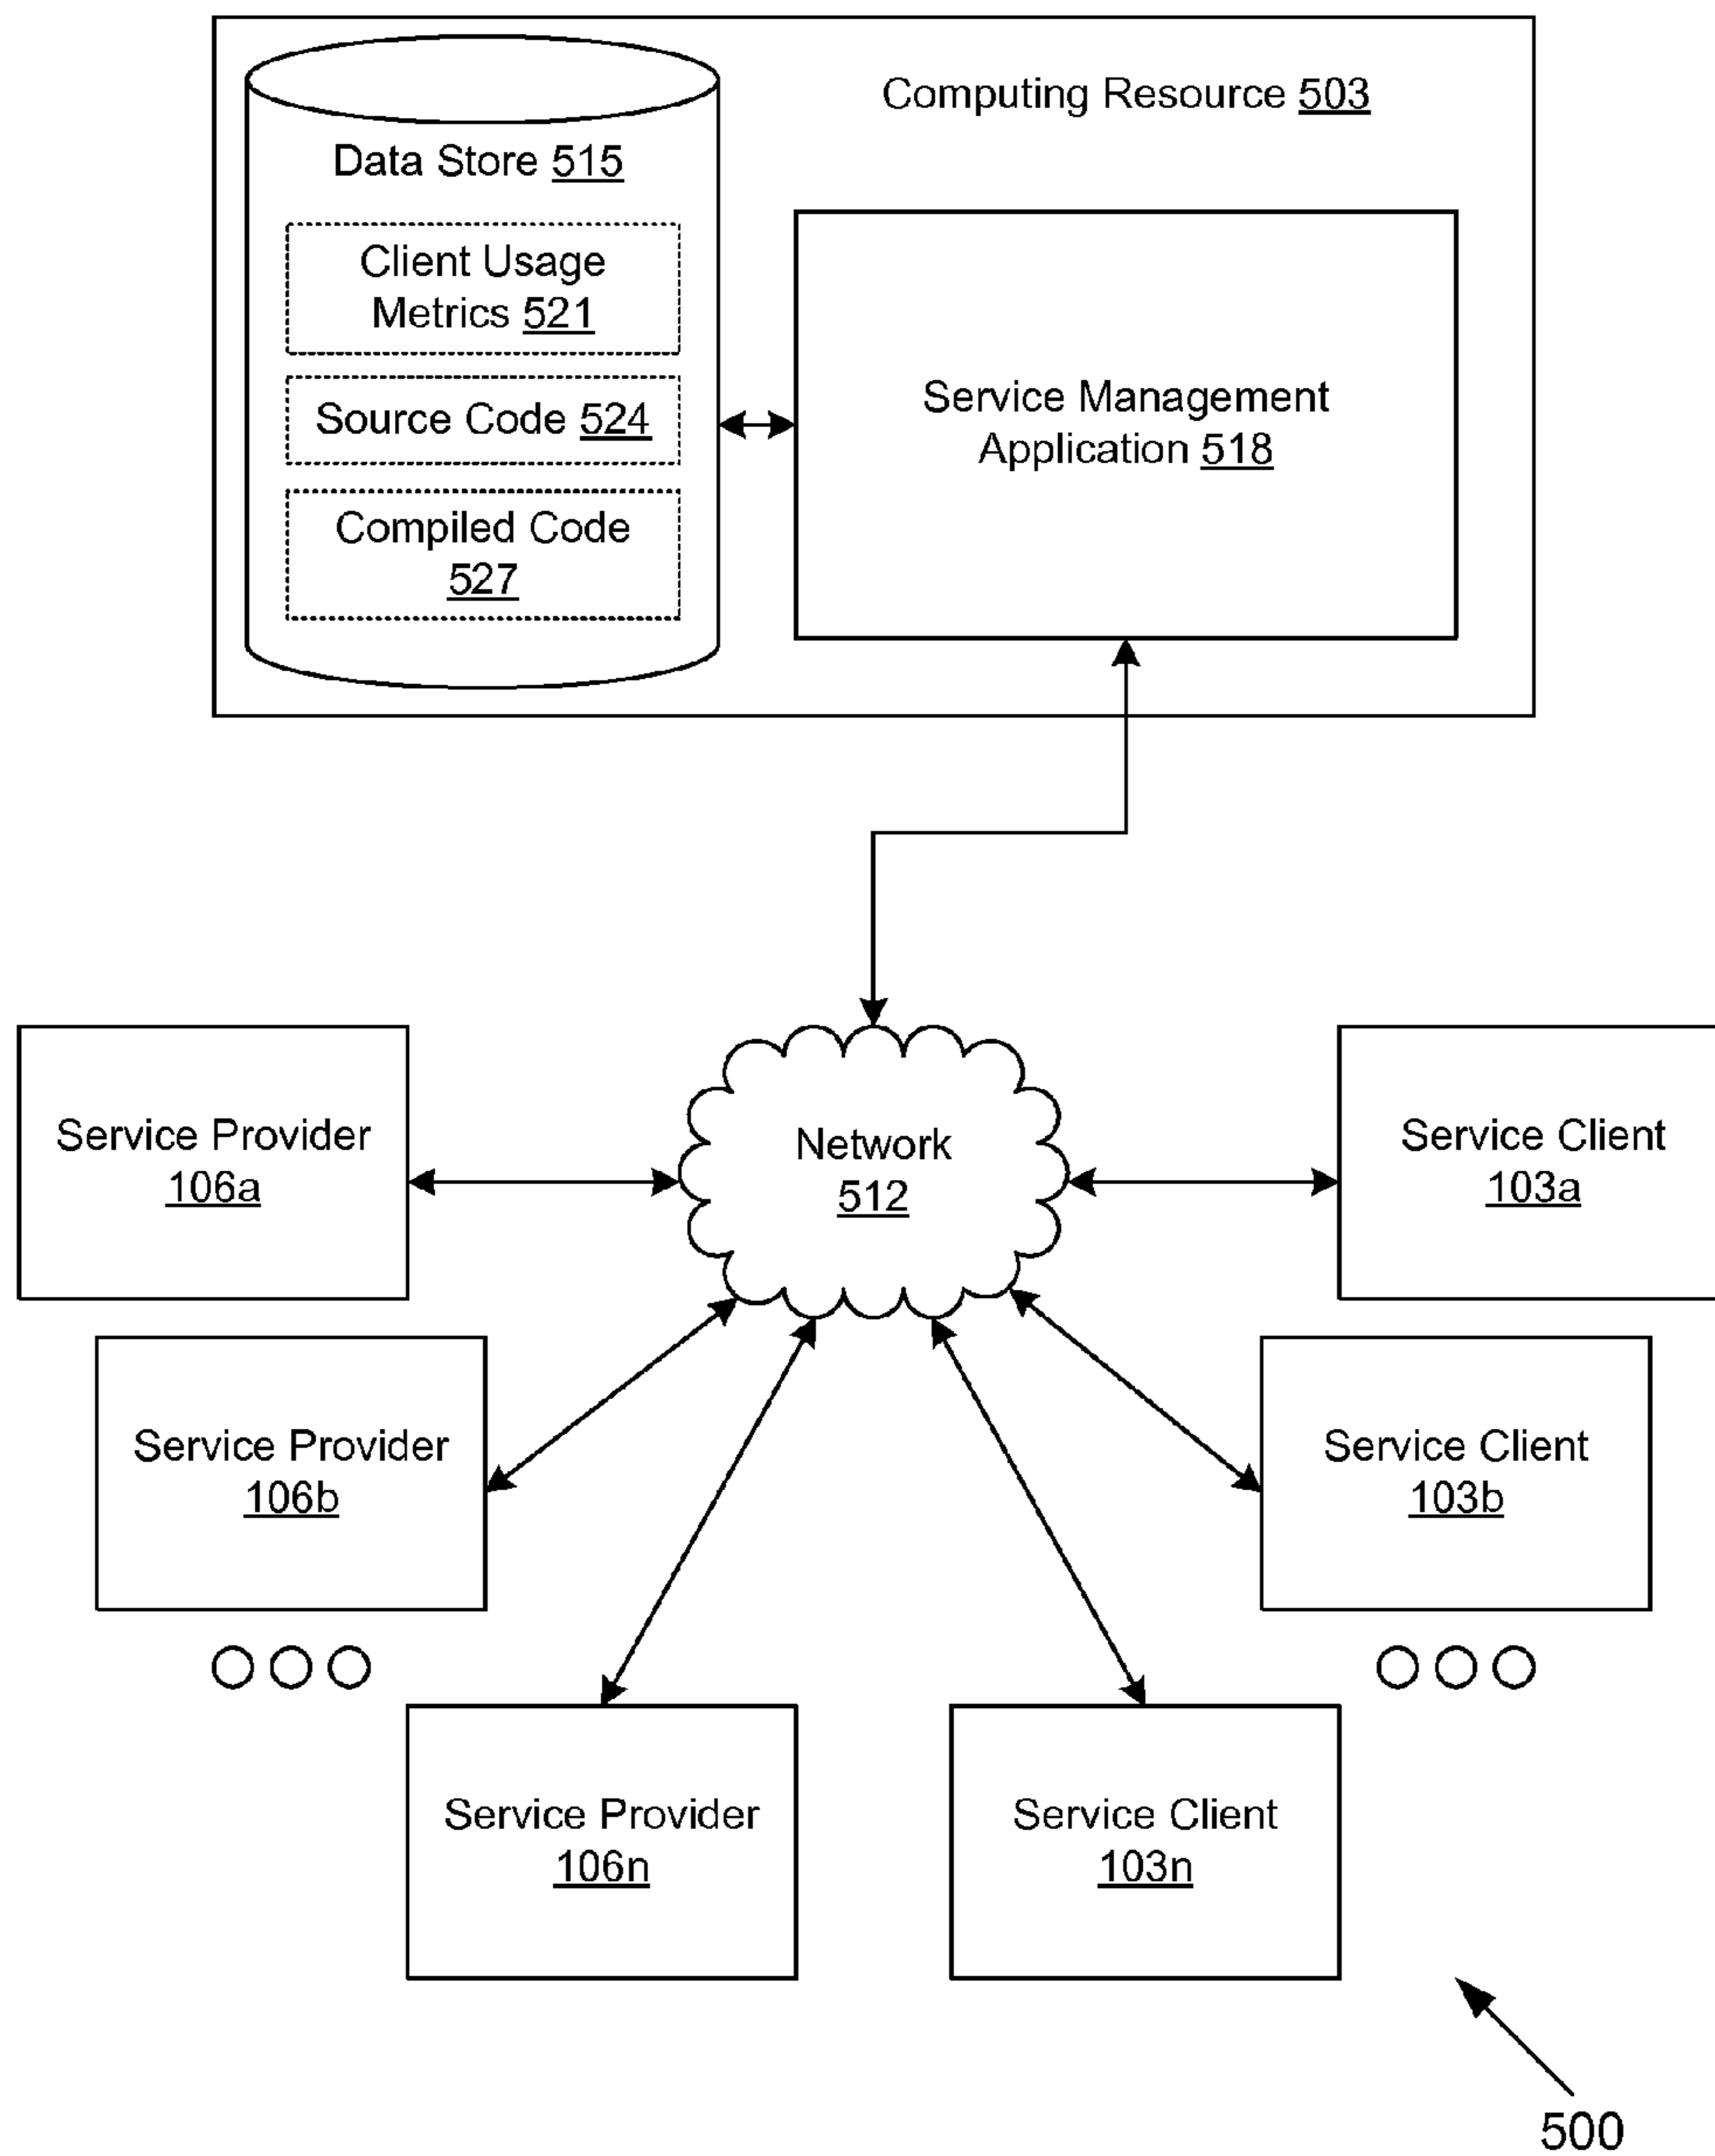 Computing Resource 503
Data Store 515
Client Usage
Metrics 521
Source Code 524
Compiled Code
527
Service Management
Application 518
Network
512
Service Provider
106a
Service Client
103a
Service Provider
106b
Service Client
103b
Service Provider
106n
Service Client
103n
500